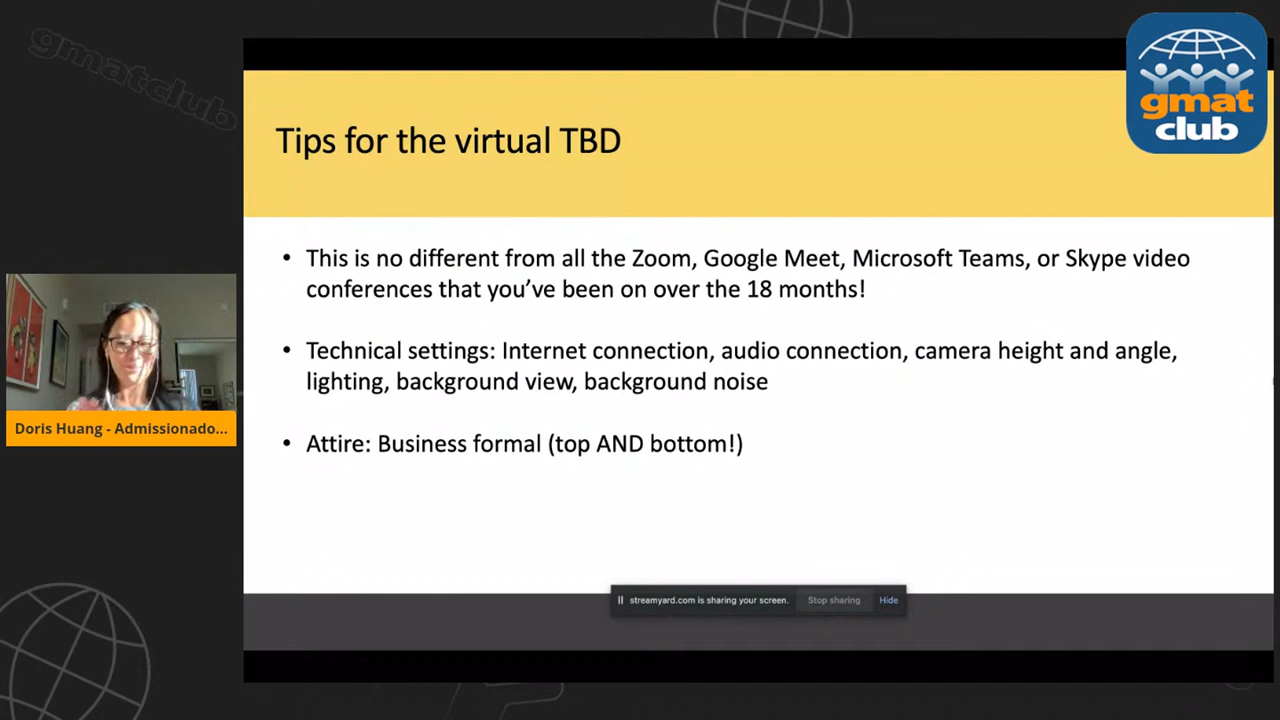 gmatclub
gmat
club
Tips for the virtual TBD
• This is no different from all the Zoom, Google Meet, Microsoft Teams, or Skype video
conferences that you’ve been on over the 18 months!
• Technical settings: Internet connection, audio connection, camera height and angle,
lighting, background view, background noise
• Attire: Business formal (top AND bottom!)
Doris Huang - Admissionado...
streamyard.com is sharing your screen. Stop sharing Hide